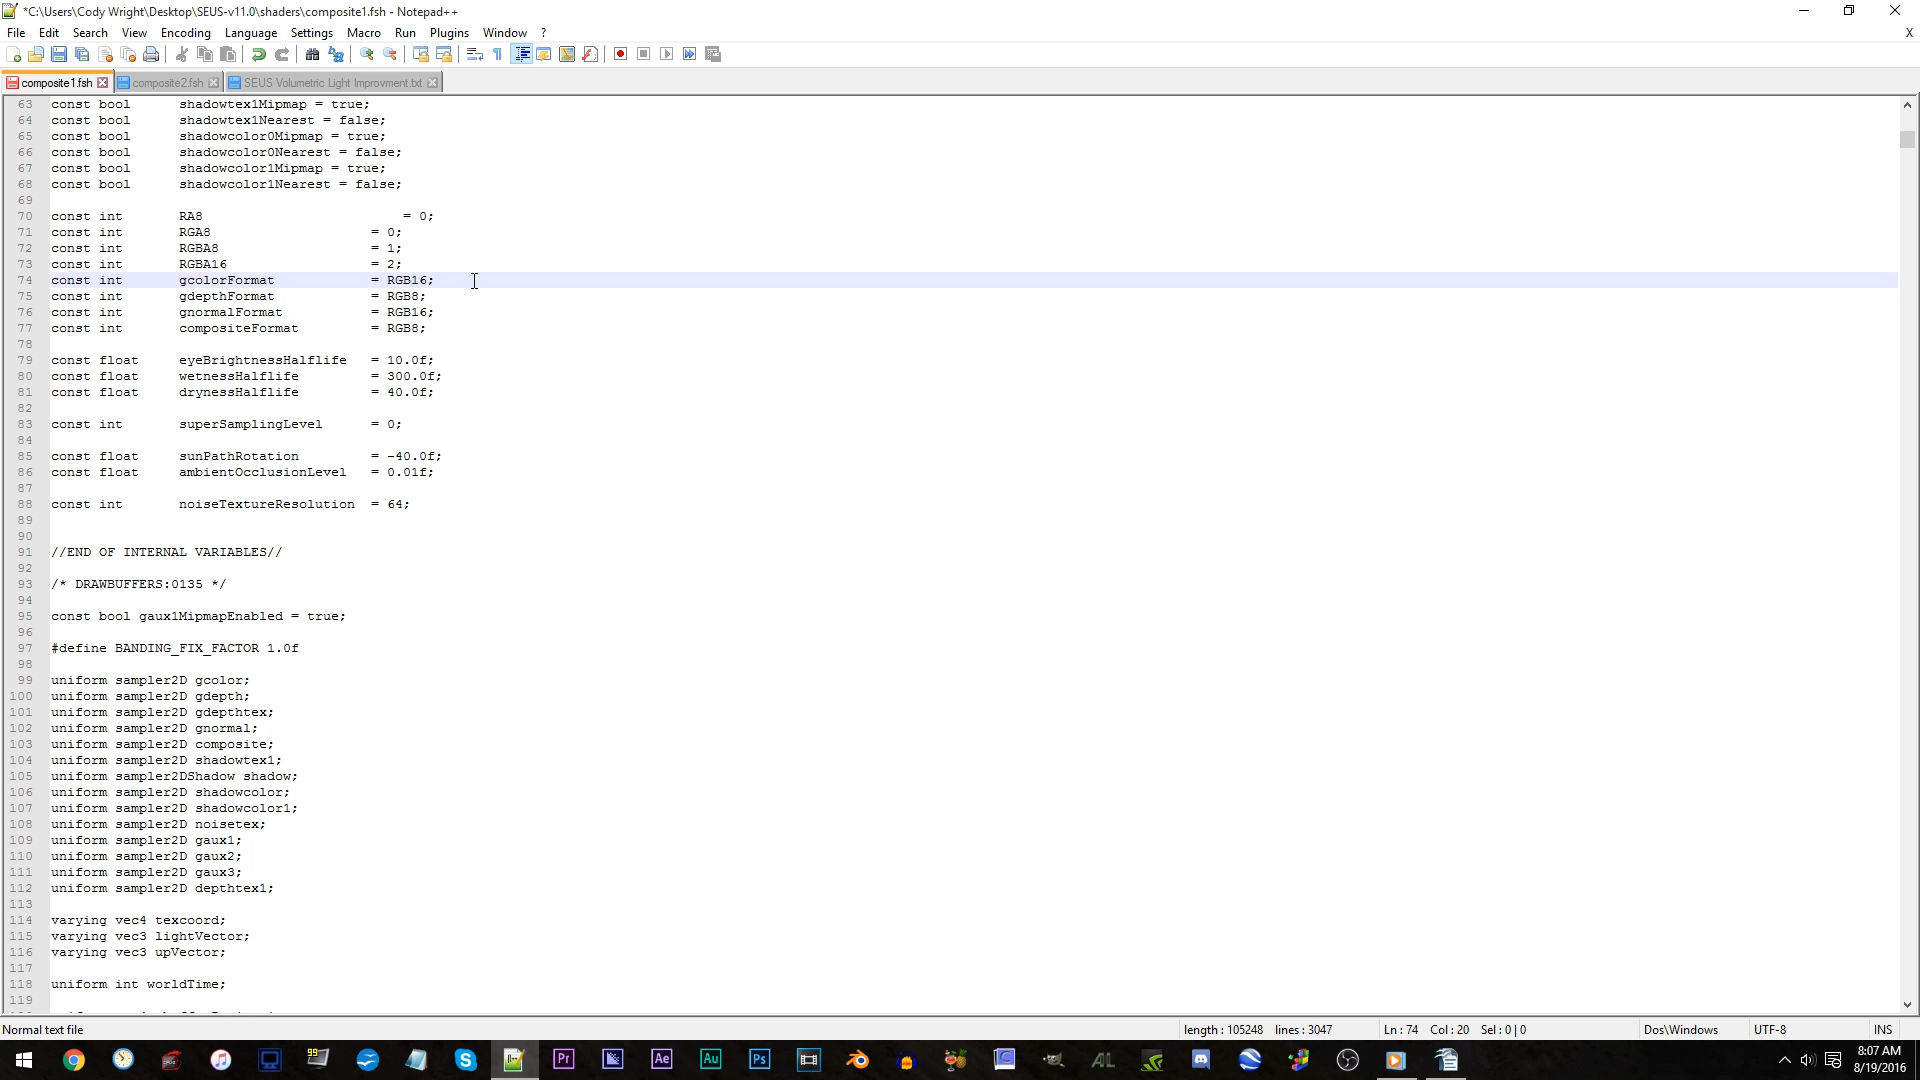 *C:\Users\Cody Wright\Desktop\SEUS-v11.0\shaders\composite1.fsh - Notepad++
File Edit Search View Encoding Language Settings Macro Run Plugins Window ? X
composite1.fsh composite2.fsh SEUS Volumetric Light Improvment.txt
63 const bool shadowtex1Mipmap = true;
64 const bool shadowtex1Nearest = false;
65 const bool shadowcolor0Mipmap = true;
66 const bool shadowcolor0Nearest = false;
67 const bool shadowcolor1Mipmap = true;
68 const bool shadowcolor1Nearest = false;
69
70 const int RA8 = 0;
71 const int RGA8 = 0;
72 const int RGBA8 = 1;
73 const int RGBA16 = 2;
74 const int gcolorFormat = RGB16;
75 const int gdepthFormat = RGB8;
76 const int gnormalFormat = RGB16;
77 const int compositeFormat = RGB8;
78
79 const float eyeBrightnessHalflife = 10.0f;
80 const float wetnessHalflife = 300.0f;
81 const float drynessHalflife = 40.0f;
82
83 const int superSamplingLevel = 0;
84
85 const float sunPathRotation = -40.0f;
86 const float ambientOcclusionLevel = 0.01f;
87
88 const int noiseTextureResolution = 64;
89
90
91 //END OF INTERNAL VARIABLES//
92
93 /* DRAWBUFFERS:0135 */
94
95 const bool gaux1MipmapEnabled = true;
96
97 #define BANDING_FIX_FACTOR 1.0f
98
99 uniform sampler2D gcolor;
100 uniform sampler2D gdepth;
101 uniform sampler2D gdepthtex;
102 uniform sampler2D gnormal;
103 uniform sampler2D composite;
104 uniform sampler2D shadowtex1;
105 uniform sampler2DShadow shadow;
106 uniform sampler2D shadowcolor;
107 uniform sampler2D shadowcolor1;
108 uniform sampler2D noisetex;
109 uniform sampler2D gaux1;
110 uniform sampler2D gaux2;
111 uniform sampler2D gaux3;
112 uniform sampler2D depthtex1;
113
114 varying vec4 texcoord;
115 varying vec3 lightVector;
116 varying vec3 upVector;
117
118 uniform int worldTime;
119
Normal text file length : 105248 lines : 3047 Ln : 74 Col : 20 Sel : 0 | 0 Dos\Windows UTF-8 INS
99 Pr Ae Au Ps AL
8:07 AM
8/19/2016